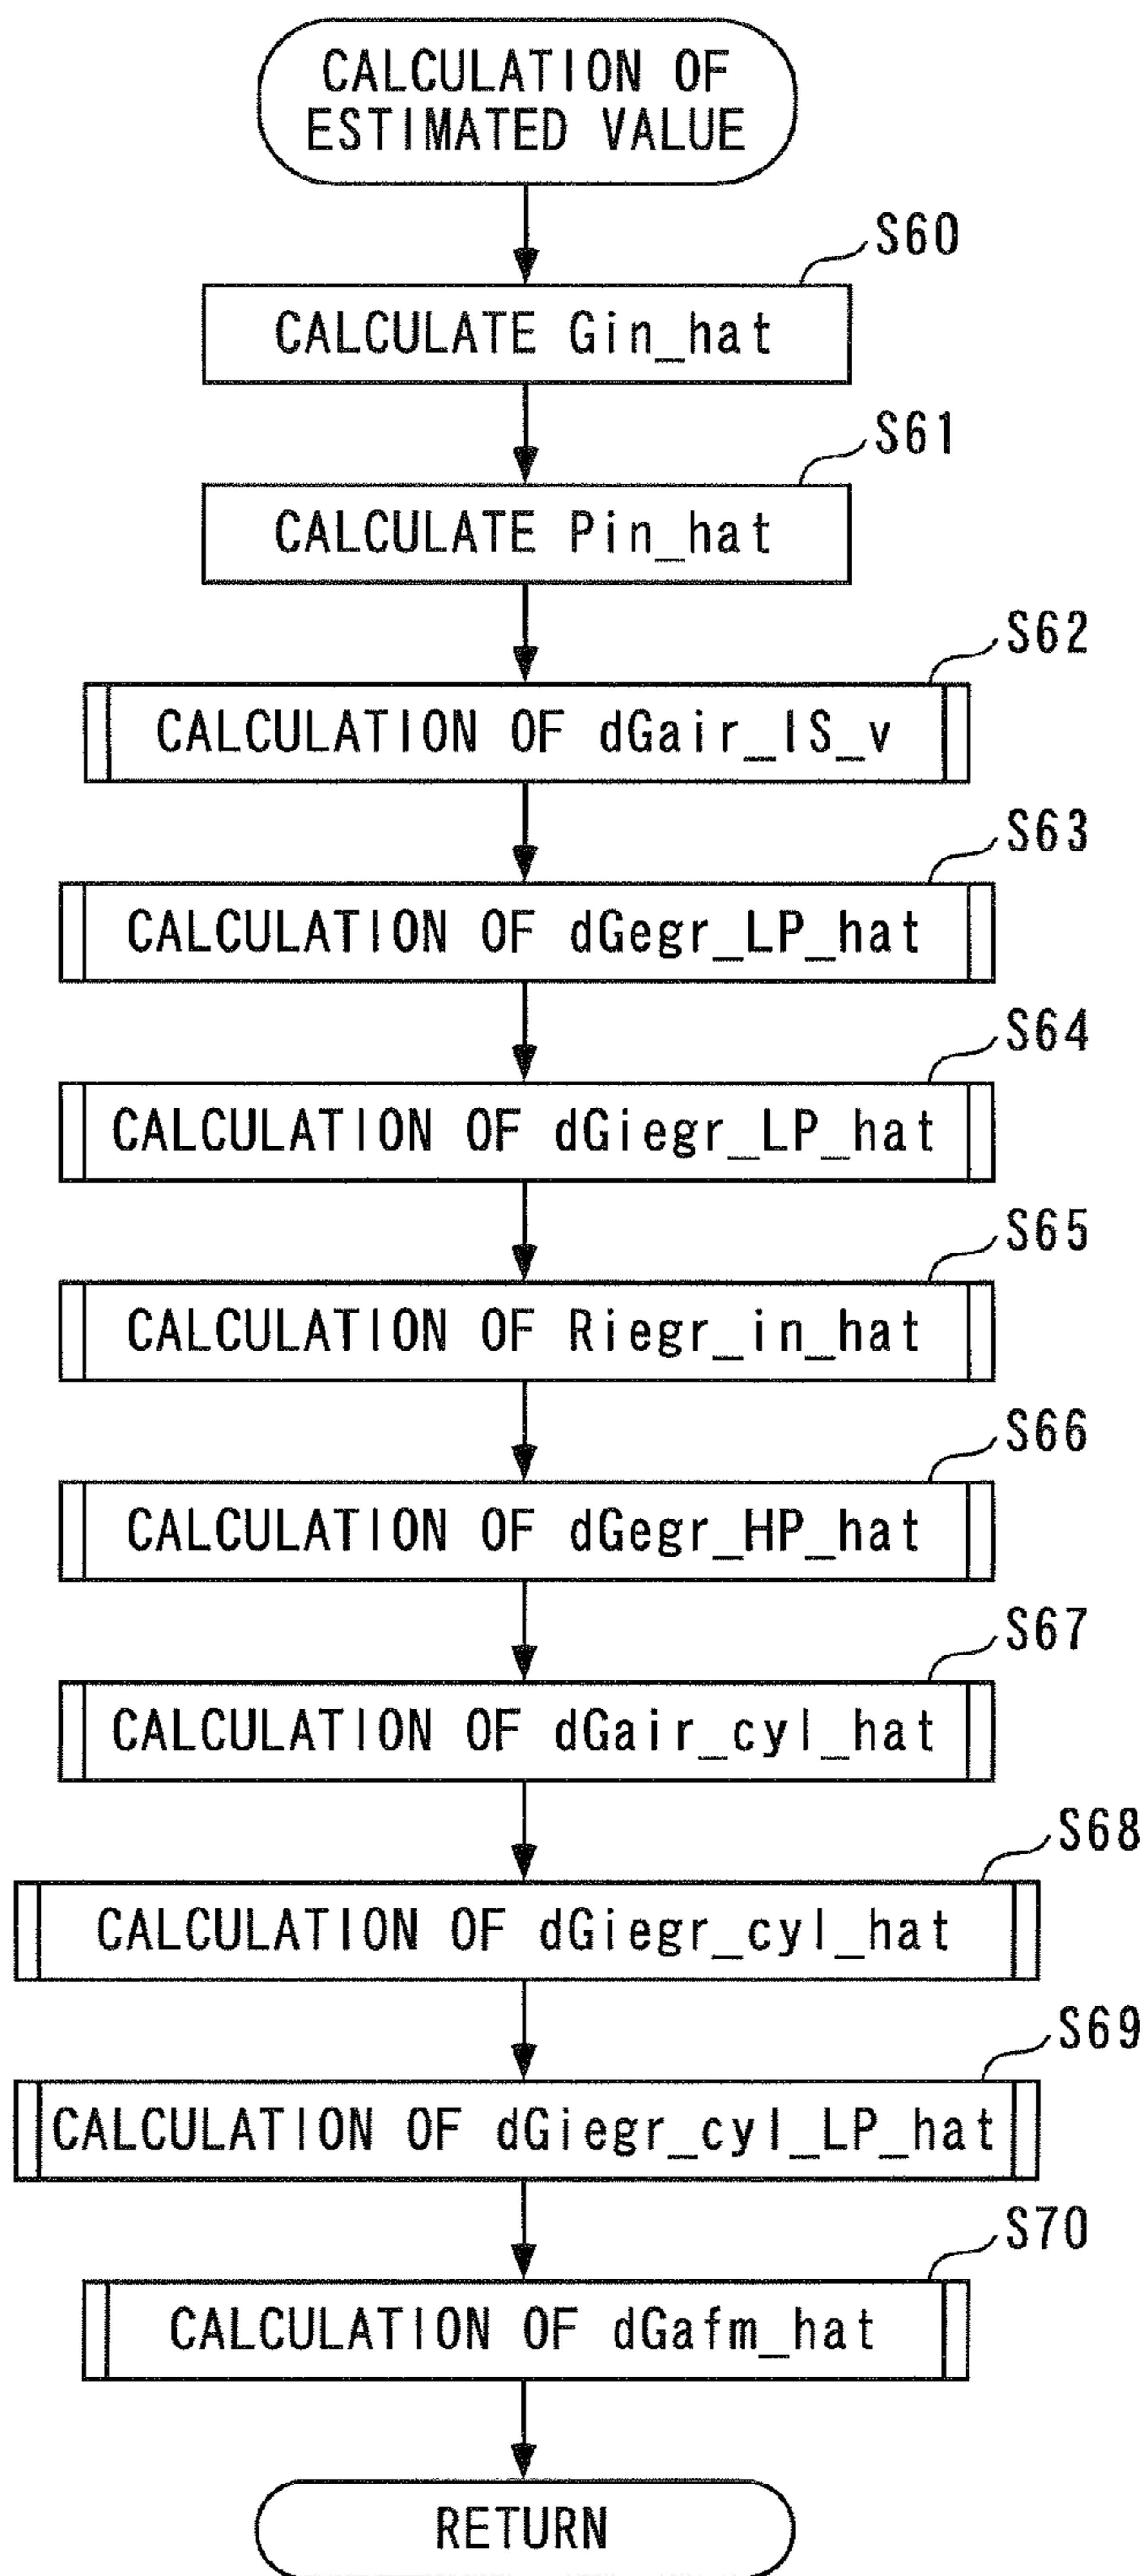 CALCULATION OF
ESTIMATED VALUE
S60
CALCULATE Gin_hat
S61
CALCULATE Pin_hat
S62
CALCULATION OF dGair_IS_v
S63
CALCULATION OF dGegr_LP_hat
S64
CALCULATION OF dGiegr_LP_hat
S65
CALCULATION OF Riegr_in_hat
S66
CALCULATION OF dGegr_HP_hat
S67
CALCULATION OF dGair_cyl_hat
S68
CALCULATION OF dGiegr_cyl_hat
S69
CALCULATION OF dGiegr_cyl_LP_hat
S70
CALCULATION OF dGafm_hat
RETURN